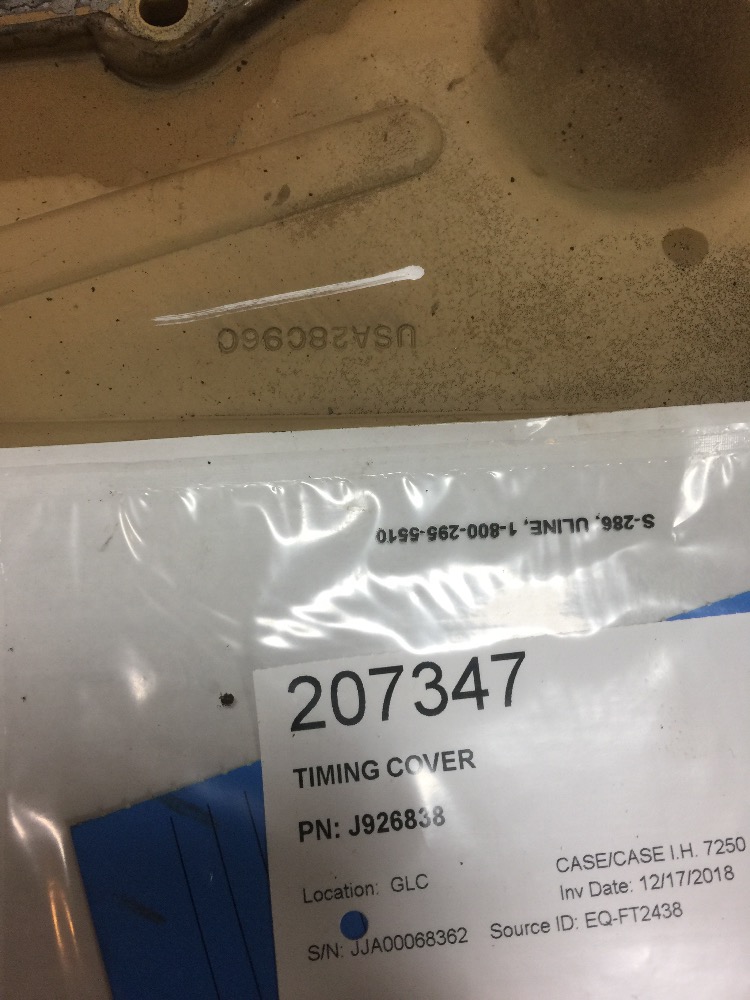 USA28C96C
S-286, ULINE, 1-800-295-5510
207347
TIMING COVER
PN: J926838
Location: GLC
CASE/CASE I.H. 7250
Inv Date: 12/17/2018
S/N: JJA00068362
Source ID: EQ-FT2438